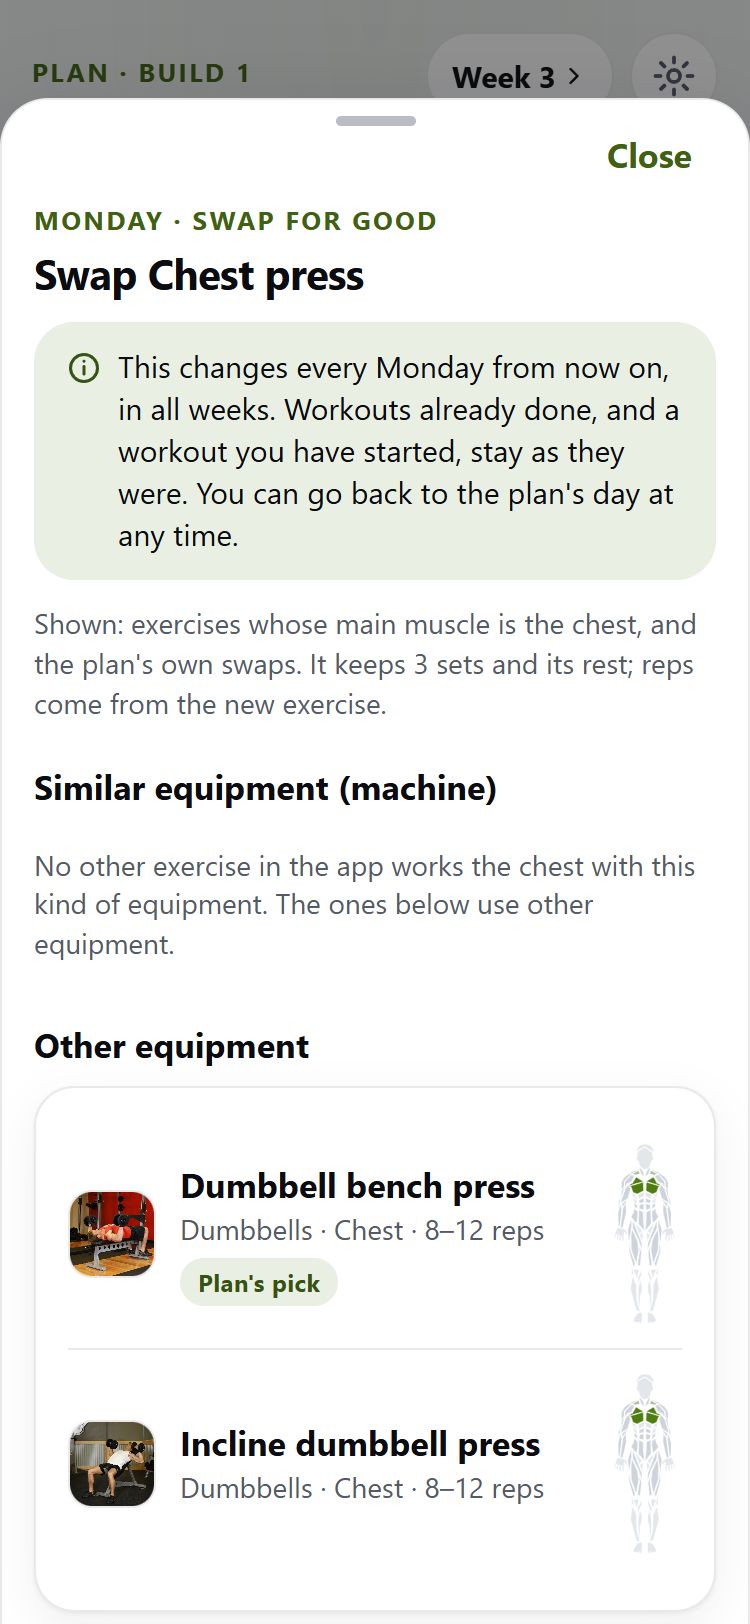 PLAN · BUILD 1
Week 3
Close
MONDAY · SWAP FOR GOOD
Swap Chest press
This changes every Monday from now on,
in all weeks. Workouts already done, and a
workout you have started, stay as they
were. You can go back to the plan's day at
any time.
Shown: exercises whose main muscle is the chest, and
the plan's own swaps. It keeps 3 sets and its rest; reps
come from the new exercise.
Similar equipment (machine)
No other exercise in the app works the chest with this
kind of equipment. The ones below use other
equipment.
Other equipment
Dumbbell bench press
Dumbbells · Chest · 8–12 reps
Plan's pick
Incline dumbbell press
Dumbbells · Chest · 8–12 reps